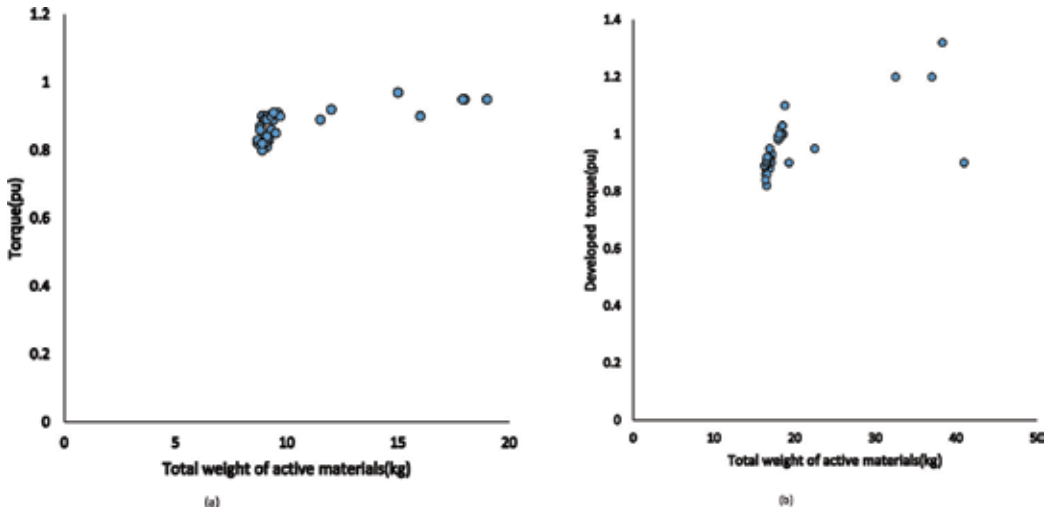 1.2
1
0.8
0.6
0.4
0.2
0
Torque(pu)
0 5 10 15 20
Total weight of active materials(kg)
(a)
1.4
1.2
1
0.8
0.6
0.4
0.2
0
Developed torque(pu)
0 10 20 30 40 50
Total weight of active materials(kg)
(b)